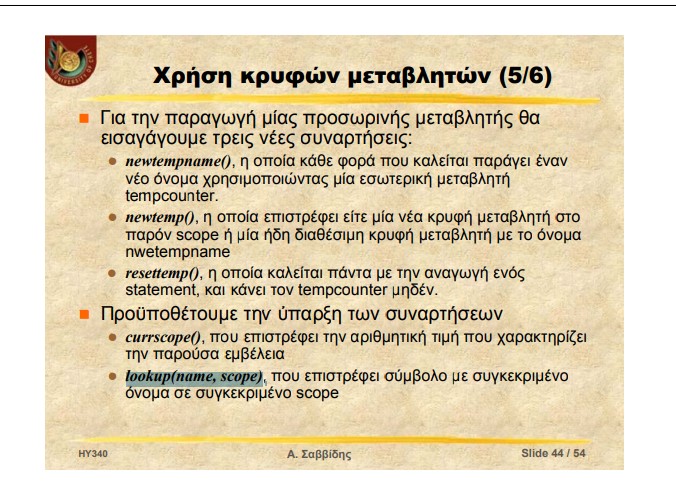 Χρήση κρυφών μεταβλητών (5/6)
Για την παραγωγή μίας προσωρινής μεταβλητής θα
εισαγάγουμε τρεις νέες συναρτήσεις:
newtempname(), η οποία κάθε φορά που καλείται παράγει έναν
νέο όνομα χρησιμοποιώντας μία εσωτερική μεταβλητή
tempcounter.
newtemp(), η οποία επιστρέφει είτε μία νέα κρυφή μεταβλητή στο
παρόν scope ή μία ήδη διαθέσιμη κρυφή μεταβλητή με το όνομα
nwetempname
resettemp(), η οποία καλείται πάντα με την αναγωγή ενός
statement, και κάνει τον tempcounter μηδέν.
Προϋποθέτουμε την ύπαρξη των συναρτήσεων
currscope(), που επιστρέφει την αριθμητική τιμή που χαρακτηρίζει
την παρούσα εμβέλεια
lookup(name, scope), που επιστρέφει σύμβολο με συγκεκριμένο
όνομα σε συγκεκριμένο scope
HY340
Α. Σαββίδης
Slide 44 / 54